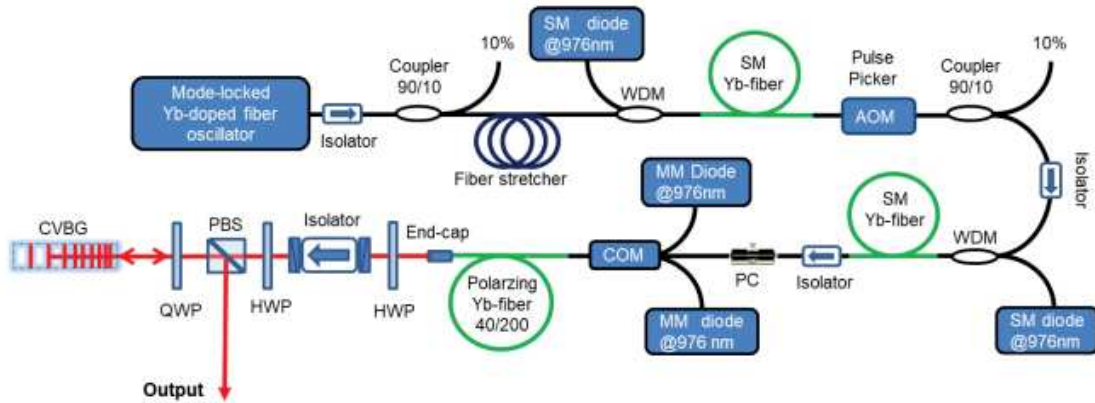 SM diode
@976nm
10%
Coupler
90/10
Mode-locked
Yb-doped fiber
oscillator
Isolator
Fiber stretcher
WDM
SM
Yb-fiber
Pulse
Picker
AOM
Coupler
90/10
10%
Isolator
CVBG
QWP
PBS
HWP
Isolator
HWP
End-cap
Polarzing
Yb-fiber
40/200
COM
MM Diode
@976nm
MM diode
@976 nm
PC
Isolator
SM
Yb-fiber
WDM
SM diode
@976nm
Output